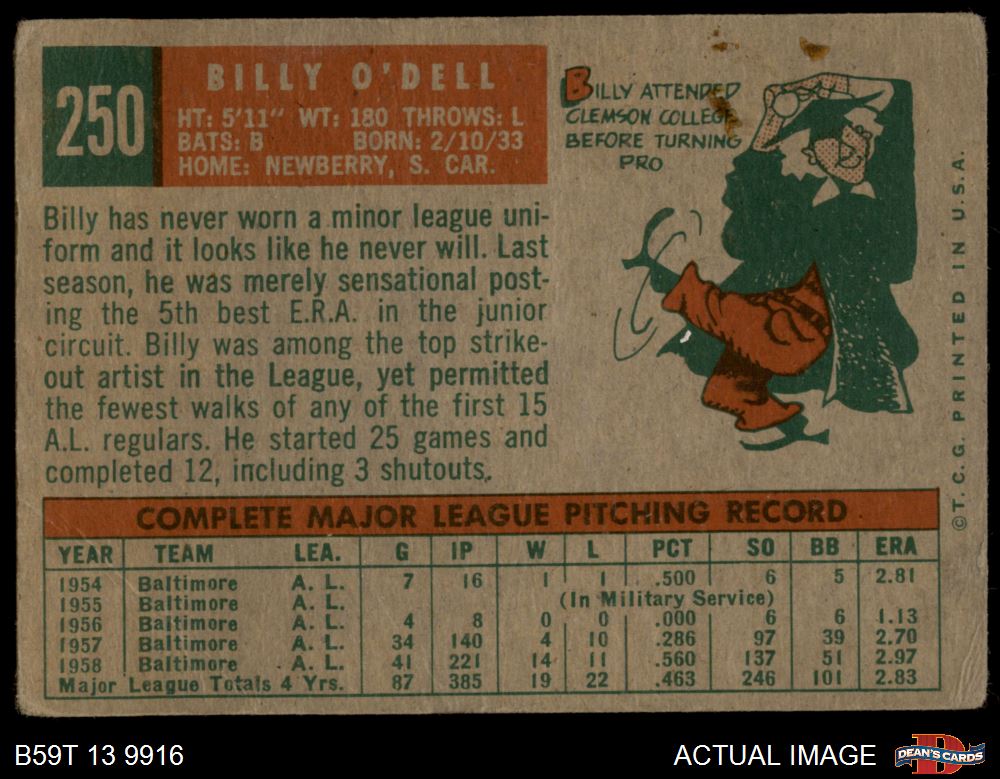 250
BILLY O'DELL
HT: 5'11" WT: 180 THROWS: L
BATS: B BORN: 2/10/33
HOME: NEWBERRY, S. CAR.
BILLY ATTENDED
CLEMSON COLLEGE
BEFORE TURNING
PRO
Billy has never worn a minor league uni-
form and it looks like he never will. Last
season, he was merely sensational post-
ing the 5th best E.R.A. in the junior
circuit. Billy was among the top strike-
out artist in the League, yet permitted
the fewest walks of any of the first 15
A.L. regulars. He started 25 games and
completed 12, including 3 shutouts.
©T.C.G. PRINTED IN U.S.A.
COMPLETE MAJOR LEAGUE PITCHING RECORD
YEAR TEAM LEA. G IP W L PCT SO BB ERA
1954 Baltimore A. L. 7 16 1 1 .500 6 5 2.81
1955 Baltimore A. L. (In Military Service)
1956 Baltimore A. L. 4 8 0 0 .000 6 6 1.13
1957 Baltimore A. L. 34 140 4 10 .286 97 39 2.70
1958 Baltimore A. L. 41 221 14 11 .560 137 51 2.97
Major League Totals 4 Yrs. 87 385 19 22 .463 246 101 2.83
B59T 13 9916
ACTUAL IMAGE
DEAN'S CARDS